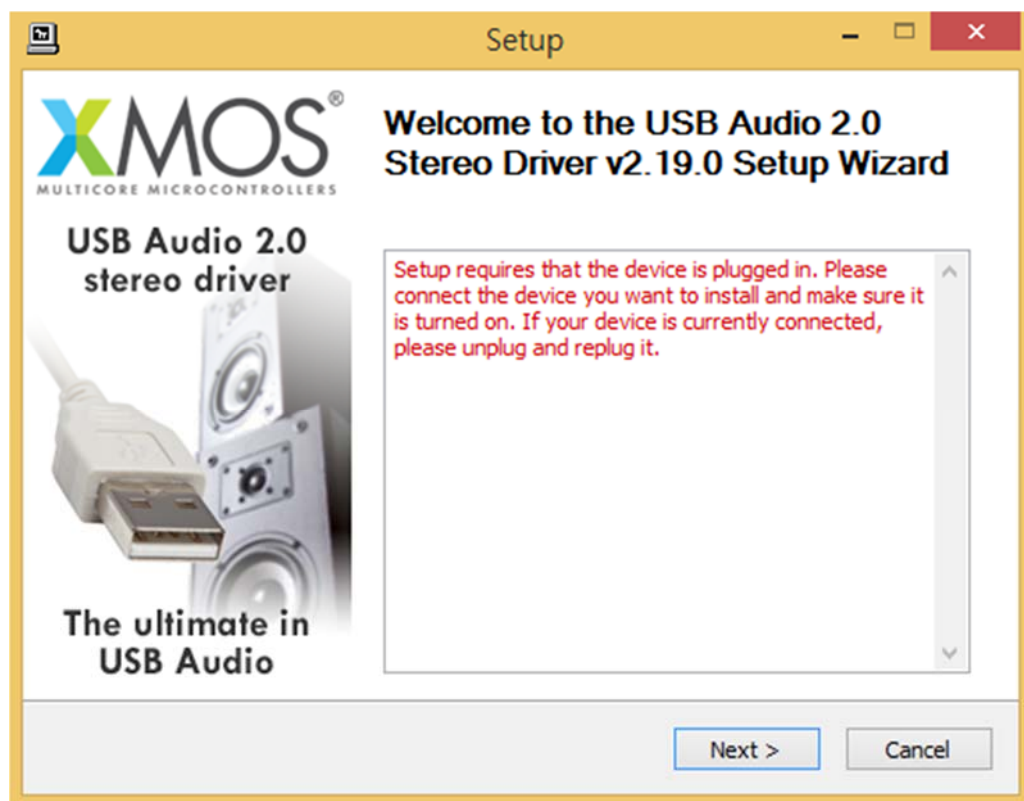 Setup
XMOS®
MULTICORE MICROCONTROLLERS
USB Audio 2.0
stereo driver
The ultimate in
USB Audio
Welcome to the USB Audio 2.0
Stereo Driver v2.19.0 Setup Wizard
Setup requires that the device is plugged in. Please
connect the device you want to install and make sure it
is turned on. If your device is currently connected,
please unplug and replug it.
Next >
Cancel